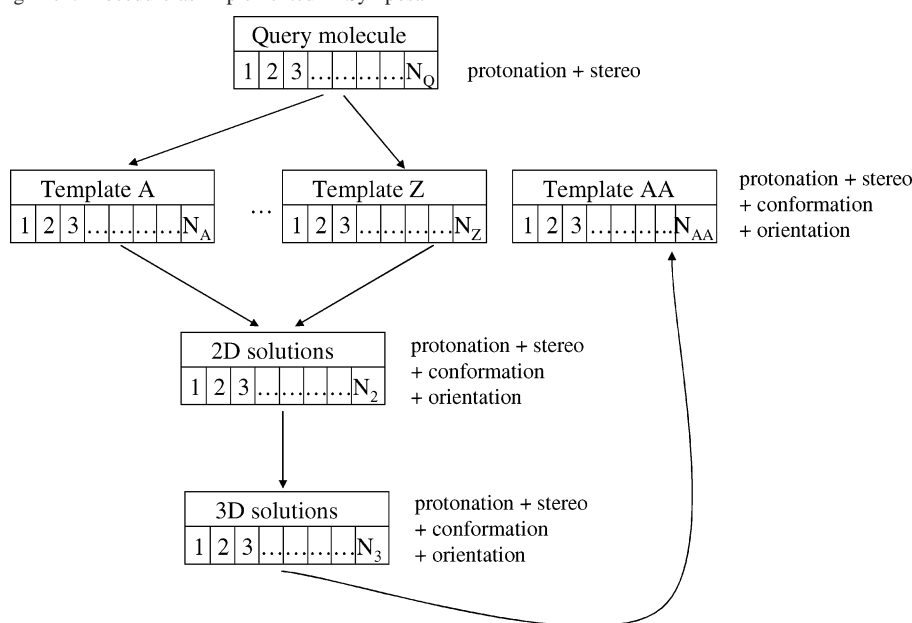 Query molecule
1 2 3 ………… N_Q
protonation + stereo
Template A
1 2 3 ………… N_A
…
Template Z
1 2 3 ………… N_Z
Template AA
1 2 3 ………… N_AA
protonation + stereo
+ conformation
+ orientation
2D solutions
1 2 3 ………… N_2
protonation + stereo
+ conformation
+ orientation
3D solutions
1 2 3 ………… N_3
protonation + stereo
+ conformation
+ orientation